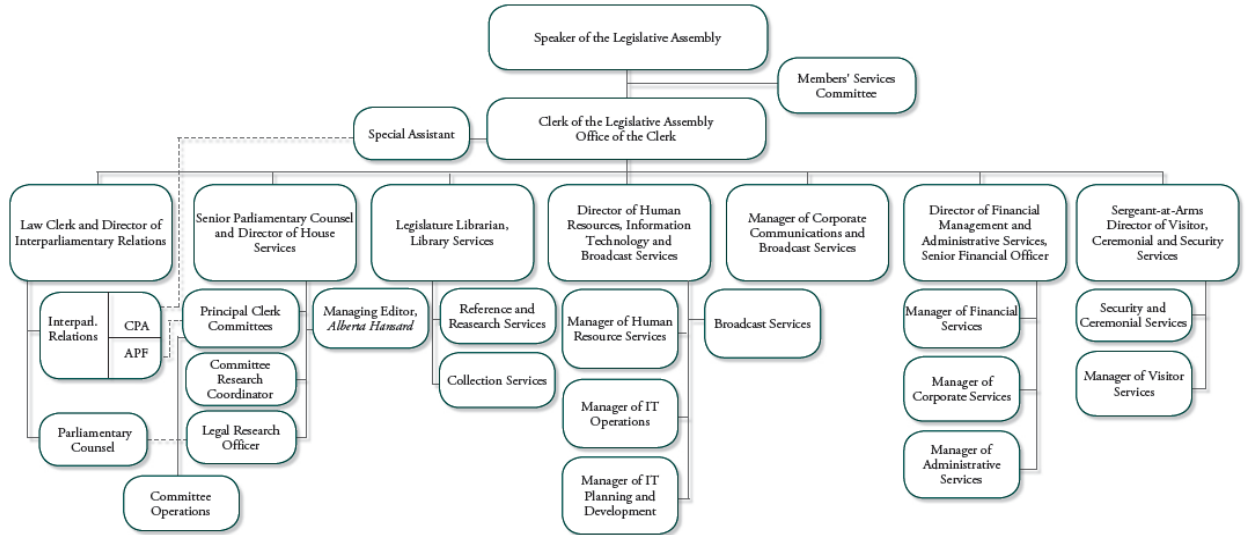 Speaker of the Legislative Assembly
Members' Services
Committee
Clerk of the Legislative Assembly
Office of the Clerk
Special Assistant
Law Clerk and Director of
Interparliamentary Relations
Senior Parliamentary Counsel
and Director of House
Services
Legislature Librarian,
Library Services
Director of Human
Resources, Information
Technology and
Broadcast Services
Manager of Corporate
Communications and
Broadcast Services
Director of Financial
Management and
Administrative Services,
Senior Financial Officer
Sergeant-at-Arms
Director of Visitor,
Ceremonial and Security
Services
Interparl.
Relations
CPA
APF
Parliamentary
Counsel
Principal Clerk
Committees
Managing Editor,
Alberta Hansard
Committee
Research
Coordinator
Legal Research
Officer
Committee
Operations
Reference and
Reasearch Services
Collection Services
Manager of Human
Resource Services
Manager of IT
Operations
Manager of IT
Planning and
Development
Broadcast Services
Manager of Financial
Services
Manager of
Corporate Services
Manager of
Administrative
Services
Security and
Ceremonial Services
Manager of Visitor
Services